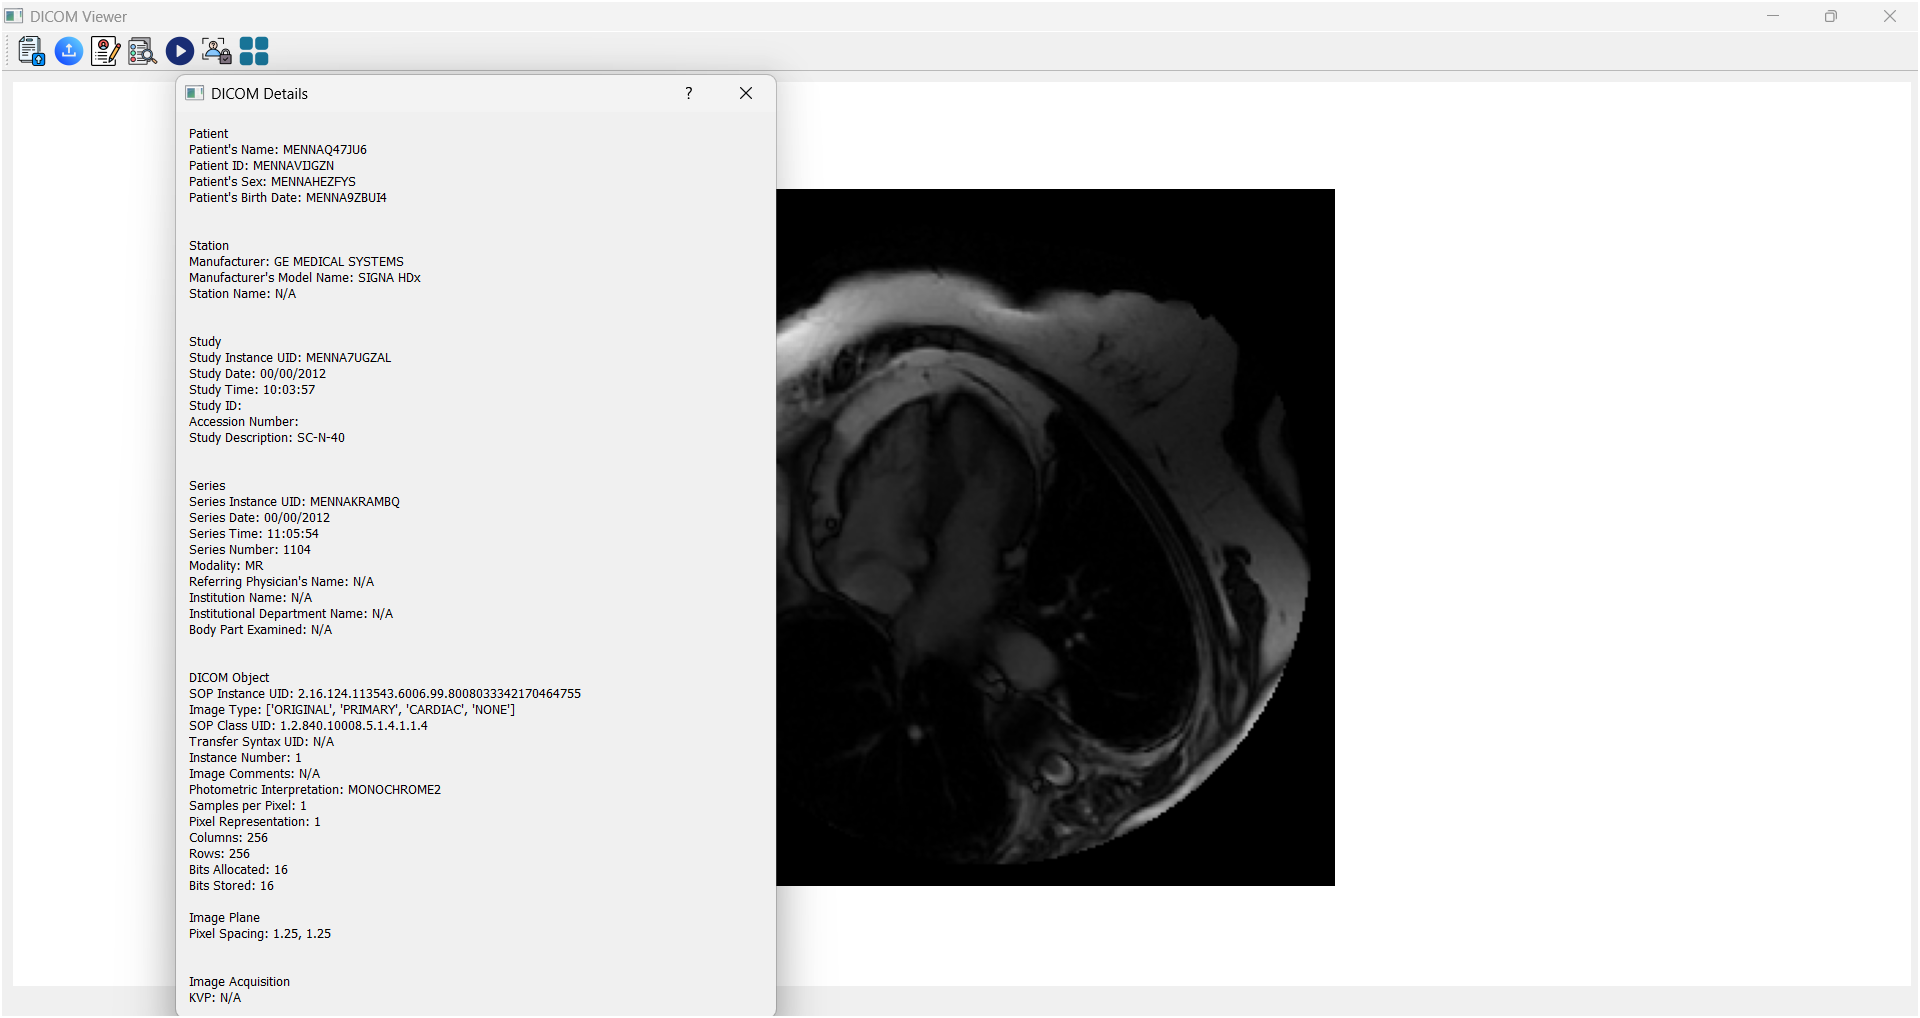 DICOM Viewer
DICOM Details
?
Patient
Patient's Name: MENNAQ47JU6
Patient ID: MENNAVIJGZN
Patient's Sex: MENNAHEZFYS
Patient's Birth Date: MENNA9ZBUI4
Station
Manufacturer: GE MEDICAL SYSTEMS
Manufacturer's Model Name: SIGNA HDx
Station Name: N/A
Study
Study Instance UID: MENNA7UGZAL
Study Date: 00/00/2012
Study Time: 10:03:57
Study ID:
Accession Number:
Study Description: SC-N-40
Series
Series Instance UID: MENNAKRAMBQ
Series Date: 00/00/2012
Series Time: 11:05:54
Series Number: 1104
Modality: MR
Referring Physician's Name: N/A
Institution Name: N/A
Institutional Department Name: N/A
Body Part Examined: N/A
DICOM Object
SOP Instance UID: 2.16.124.113543.6006.99.8008033342170464755
Image Type: ['ORIGINAL', 'PRIMARY', 'CARDIAC', 'NONE']
SOP Class UID: 1.2.840.10008.5.1.4.1.1.4
Transfer Syntax UID: N/A
Instance Number: 1
Image Comments: N/A
Photometric Interpretation: MONOCHROME2
Samples per Pixel: 1
Pixel Representation: 1
Columns: 256
Rows: 256
Bits Allocated: 16
Bits Stored: 16
Image Plane
Pixel Spacing: 1.25, 1.25
Image Acquisition
KVP: N/A